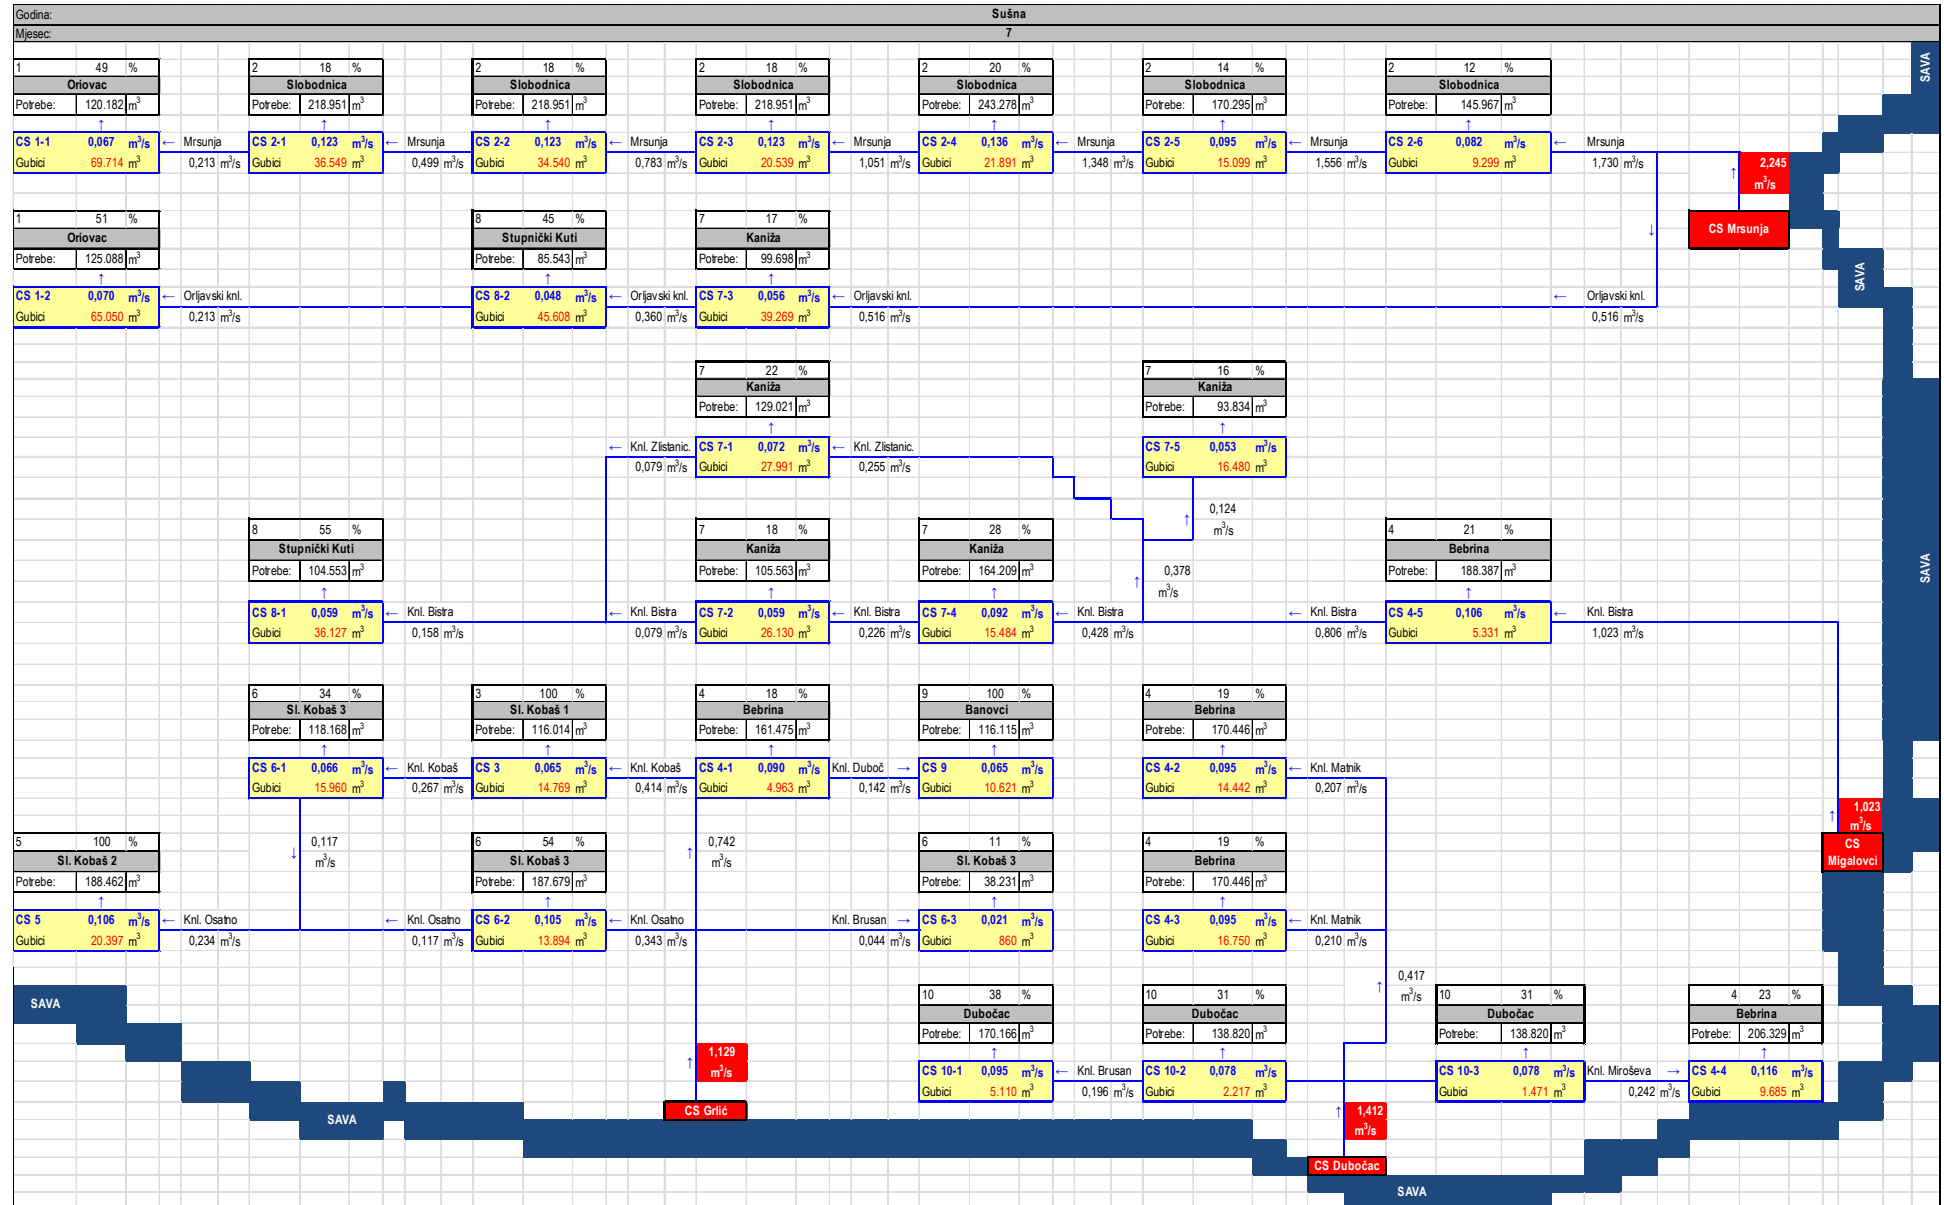 Godina: Sušna
Mjesec: 7
SAVA
1 49 % 2 18 % 2 18 % 2 18 % 2 20 % 2 14 % 2 12 %
Oriovac Slobodnica Slobodnica Slobodnica Slobodnica Slobodnica Slobodnica
Potrebe: 120.182 m³ Potrebe: 218.951 m³ Potrebe: 218.951 m³ Potrebe: 218.951 m³ Potrebe: 243.278 m³ Potrebe: 170.295 m³ Potrebe: 145.967 m³
↑ ↑ ↑ ↑ ↑ ↑ ↑
CS 1-1 0,067 m³/s ← Mrsunja CS 2-1 0,123 m³/s ← Mrsunja CS 2-2 0,123 m³/s ← Mrsunja CS 2-3 0,123 m³/s ← Mrsunja CS 2-4 0,136 m³/s ← Mrsunja CS 2-5 0,095 m³/s ← Mrsunja CS 2-6 0,082 m³/s ← Mrsunja
Gubici 69.714 m³ 0,213 m³/s Gubici 36.549 m³ 0,499 m³/s Gubici 34.540 m³ 0,783 m³/s Gubici 20.539 m³ 1,051 m³/s Gubici 21.891 m³ 1,348 m³/s Gubici 15.099 m³ 1,556 m³/s Gubici 9.299 m³ 1,730 m³/s ↑ 2,245
m³/s
1 51 % 8 45 % 7 17 %
Oriovac Stupnički Kuti Kaniža ↓ CS Mrsunja
Potrebe: 125.088 m³ Potrebe: 85.543 m³ Potrebe: 99.698 m³
SAVA
↑ ↑ ↑
CS 1-2 0,070 m³/s ← Orljavski knl. CS 8-2 0,048 m³/s ← Orljavski knl. CS 7-3 0,056 m³/s ← Orljavski knl. ← Orljavski knl.
Gubici 65.050 m³ 0,213 m³/s Gubici 45.608 m³ 0,360 m³/s Gubici 39.269 m³ 0,516 m³/s 0,516 m³/s
7 22 % 7 16 %
Kaniža Kaniža
Potrebe: 129.021 m³ Potrebe: 93.834 m³
↑ ↑
← Knl. Zlistanic. CS 7-1 0,072 m³/s ← Knl. Zlistanic. CS 7-5 0,053 m³/s
0,079 m³/s Gubici 27.991 m³ 0,255 m³/s Gubici 16.480 m³
↑ 0,124
m³/s
8 55 % 7 18 % 7 28 % 4 21 %
Stupnički Kuti Kaniža Kaniža Bebrina
SAVA
Potrebe: 104.553 m³ Potrebe: 105.563 m³ Potrebe: 164.209 m³ ↑ 0,378 Potrebe: 188.387 m³
↑ ↑ ↑ m³/s ↑
CS 8-1 0,059 m³/s ← Knl. Bistra ← Knl. Bistra CS 7-2 0,059 m³/s ← Knl. Bistra CS 7-4 0,092 m³/s ← Knl. Bistra ← Knl. Bistra CS 4-5 0,106 m³/s ← Knl. Bistra
Gubici 36.127 m³ 0,158 m³/s 0,079 m³/s Gubici 26.130 m³ 0,226 m³/s Gubici 15.484 m³ 0,428 m³/s 0,806 m³/s Gubici 5.331 m³ 1,023 m³/s
6 34 % 3 100 % 4 18 % 9 100 % 4 19 %
Sl. Kobaš 3 Sl. Kobaš 1 Bebrina Banovci Bebrina
Potrebe: 118.168 m³ Potrebe: 116.014 m³ Potrebe: 161.475 m³ Potrebe: 116.115 m³ Potrebe: 170.446 m³
↑ ↑ ↑ ↑ ↑
CS 6-1 0,066 m³/s ← Knl. Kobaš CS 3 0,065 m³/s ← Knl. Kobaš CS 4-1 0,090 m³/s Knl. Duboč → CS 9 0,065 m³/s CS 4-2 0,095 m³/s ← Knl. Matnik
Gubici 15.960 m³ 0,267 m³/s Gubici 14.769 m³ 0,414 m³/s Gubici 4.963 m³ 0,142 m³/s Gubici 10.621 m³ Gubici 14.442 m³ 0,207 m³/s
↑ 1,023
m³/s
5 100 % ↓ 0,117 6 54 % ↑ 0,742 6 11 % 4 19 % CS
Sl. Kobaš 2 m³/s Sl. Kobaš 3 m³/s Sl. Kobaš 3 Bebrina Migalovci
Potrebe: 188.462 m³ Potrebe: 187.679 m³ Potrebe: 38.231 m³ Potrebe: 170.446 m³
↑ ↑ ↑ ↑
CS 5 0,106 m³/s ← Knl. Osatno ← Knl. Osatno CS 6-2 0,105 m³/s ← Knl. Osatno Knl. Brusan → CS 6-3 0,021 m³/s CS 4-3 0,095 m³/s ← Knl. Matnik
Gubici 20.397 m³ 0,234 m³/s 0,117 m³/s Gubici 13.894 m³ 0,343 m³/s 0,044 m³/s Gubici 860 m³ Gubici 16.750 m³ 0,210 m³/s
↑ 0,417
m³/s
SAVA
10 38 % 10 31 % 10 31 % 4 23 %
Dubočac Dubočac Dubočac Bebrina
Potrebe: 170.166 m³ Potrebe: 138.820 m³ Potrebe: 138.820 m³ Potrebe: 206.329 m³
↑ 1,129 ↑ ↑ ↑ ↑
m³/s CS 10-1 0,095 m³/s ← Knl. Brusan CS 10-2 0,078 m³/s CS 10-3 0,078 m³/s Knl. Miroševa → CS 4-4 0,116 m³/s
Gubici 5.110 m³ 0,196 m³/s Gubici 2.217 m³ Gubici 1.471 m³ 0,242 m³/s Gubici 9.685 m³
SAVA CS Grlić ↑ 1,412
m³/s
CS Dubočac
SAVA